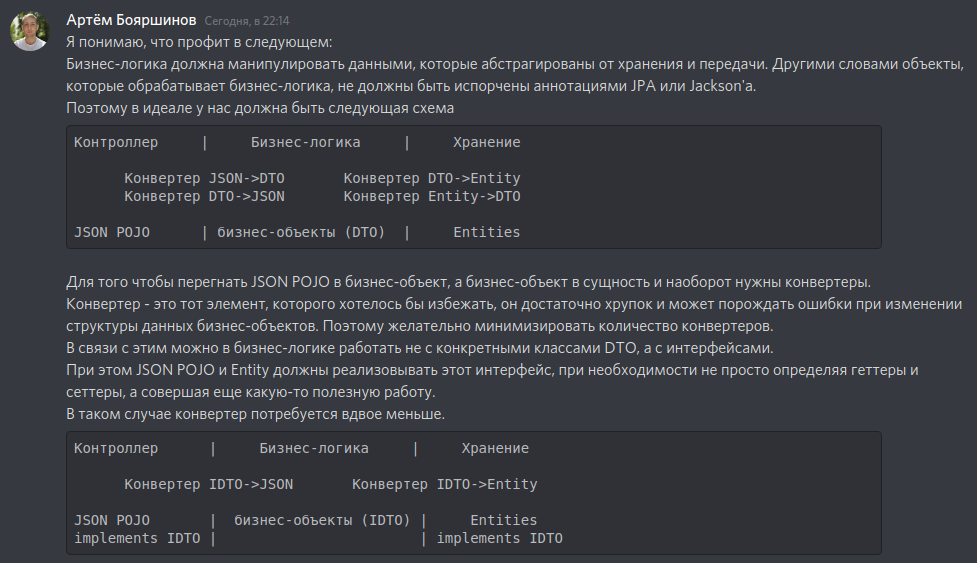 Артём Бояршинов Сегодня, в 22:14
Я понимаю, что профит в следующем:
Бизнес-логика должна манипулировать данными, которые абстрагированы от хранения и передачи. Другими словами объекты,
которые обрабатывает бизнес-логика, не должны быть испорчены аннотациями JPA или Jackson'а.
Поэтому в идеале у нас должна быть следующая схема
Контроллер | Бизнес-логика | Хранение
Конвертер JSON->DTO Конвертер DTO->Entity
Конвертер DTO->JSON Конвертер Entity->DTO
JSON POJO | бизнес-объекты (DTO) | Entities
Для того чтобы перегнать JSON POJO в бизнес-объект, а бизнес-объект в сущность и наоборот нужны конвертеры.
Конвертер - это тот элемент, которого хотелось бы избежать, он достаточно хрупок и может порождать ошибки при изменении
структуры данных бизнес-объектов. Поэтому желательно минимизировать количество конвертеров.
В связи с этим можно в бизнес-логике работать не с конкретными классами DTO, а с интерфейсами.
При этом JSON POJO и Entity должны реализовывать этот интерфейс, при необходимости не просто определяя геттеры и
сеттеры, а совершая еще какую-то полезную работу.
В таком случае конвертер потребуется вдвое меньше.
Контроллер | Бизнес-логика | Хранение
Конвертер IDTO->JSON Конвертер IDTO->Entity
JSON POJO | бизнес-объекты (IDTO) | Entities
implements IDTO | | implements IDTO